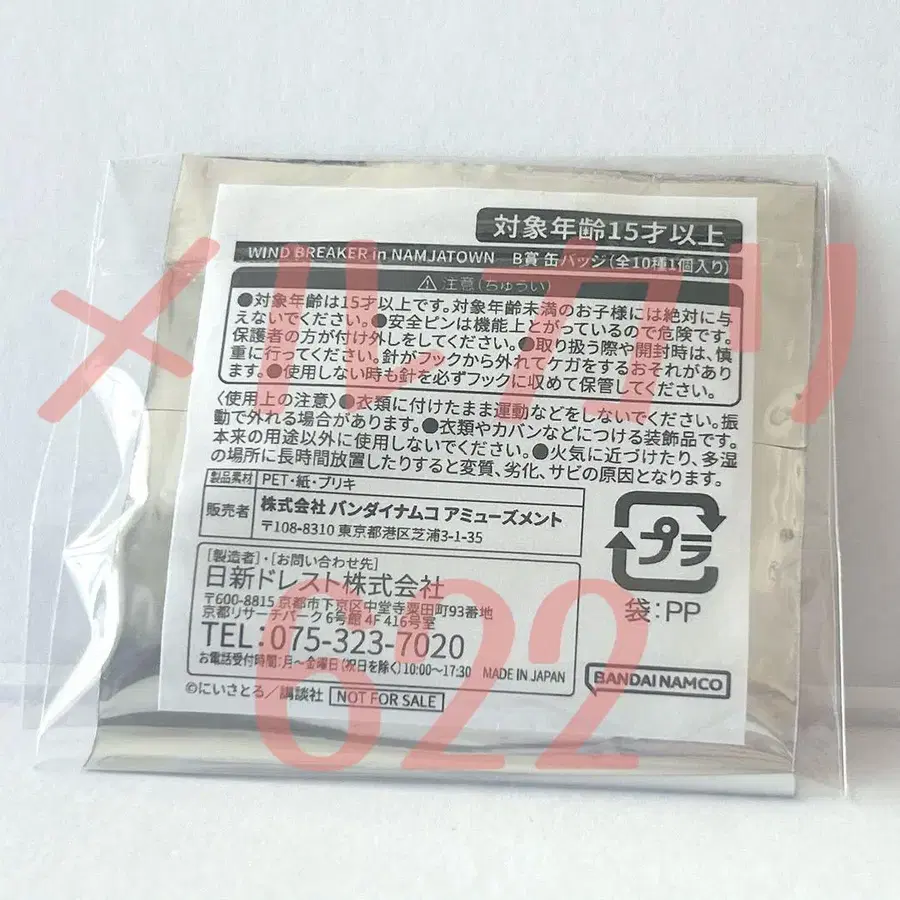 対象年齢15才以上
WIND BREAKER in NAMJATOWN B賞 缶バッジ(全10種1個入り)
⚠ 注意(ちゅうい)
●対象年齢は15才以上です。対象年齢未満のお子様には絶対に与
えないでください。●安全ピンは機能上とがっているので危険です。
保護者の方が付け外しをしてください。●取り扱う際や開封時は、慎
重に行ってください。針がフックから外れてケガをするおそれがあり
ます。●使用しない時も針を必ずフックに収めて保管してください。
〈使用上の注意〉●衣類に付けたまま運動などをしないでください。振
動で外れる場合があります。●衣類やカバンなどにつける装飾品です。
本来の用途以外に使用しないでください。●火気に近づけたり、多湿
の場所に長時間放置したりすると変質、劣化、サビの原因となります。
製品素材 PET・紙・ブリキ
販売者 株式会社 バンダイナムコ アミューズメント
〒108-8310 東京都港区芝浦3-1-35
プラ
袋:PP
[製造者]・[お問い合わせ先]
日新ドレスト株式会社
〒600-8815 京都市下京区中堂寺粟田町93番地
京都リサーチパーク 6号館 4F 416号室
TEL:075-323-7020
お電話受付時間:月~金曜日(祝日を除く)10:00~17:30 MADE IN JAPAN
BANDAI NAMCO
©にいさとる/講談社 NOT FOR SALE
メルカリ
622